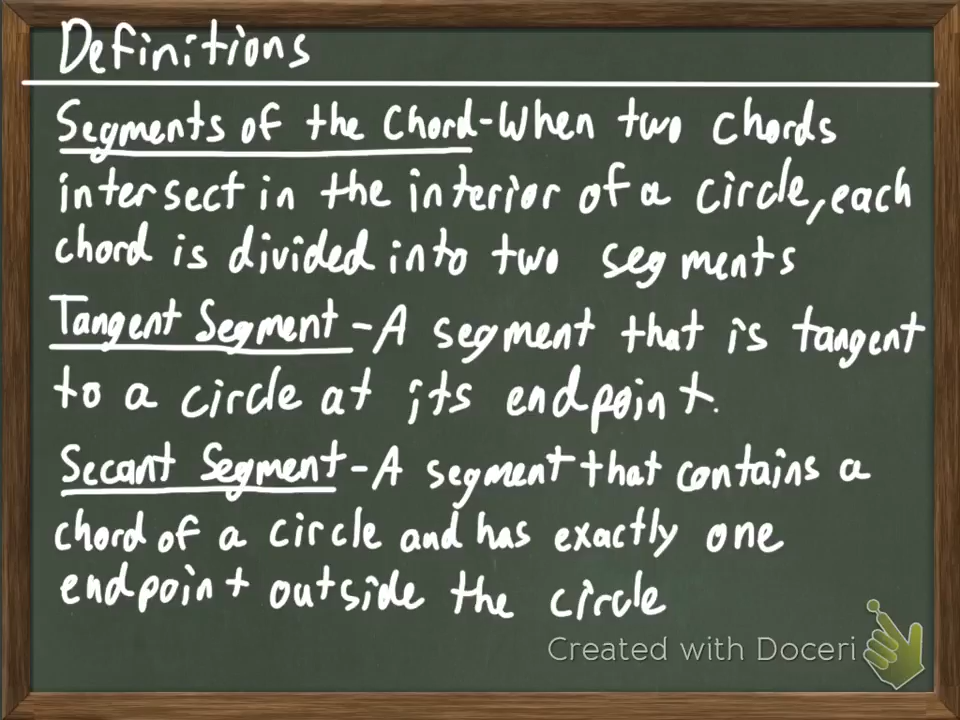 Definitions
Segments of the Chord-When two chords
intersect in the interior of a circle, each
chord is divided into two segments
Tangent Segment-A segment that is tangent
to a circle at its endpoint.
Secant Segment-A segment that contains a
chord of a circle and has exactly one
endpoint outside the circle
Created with Doceri